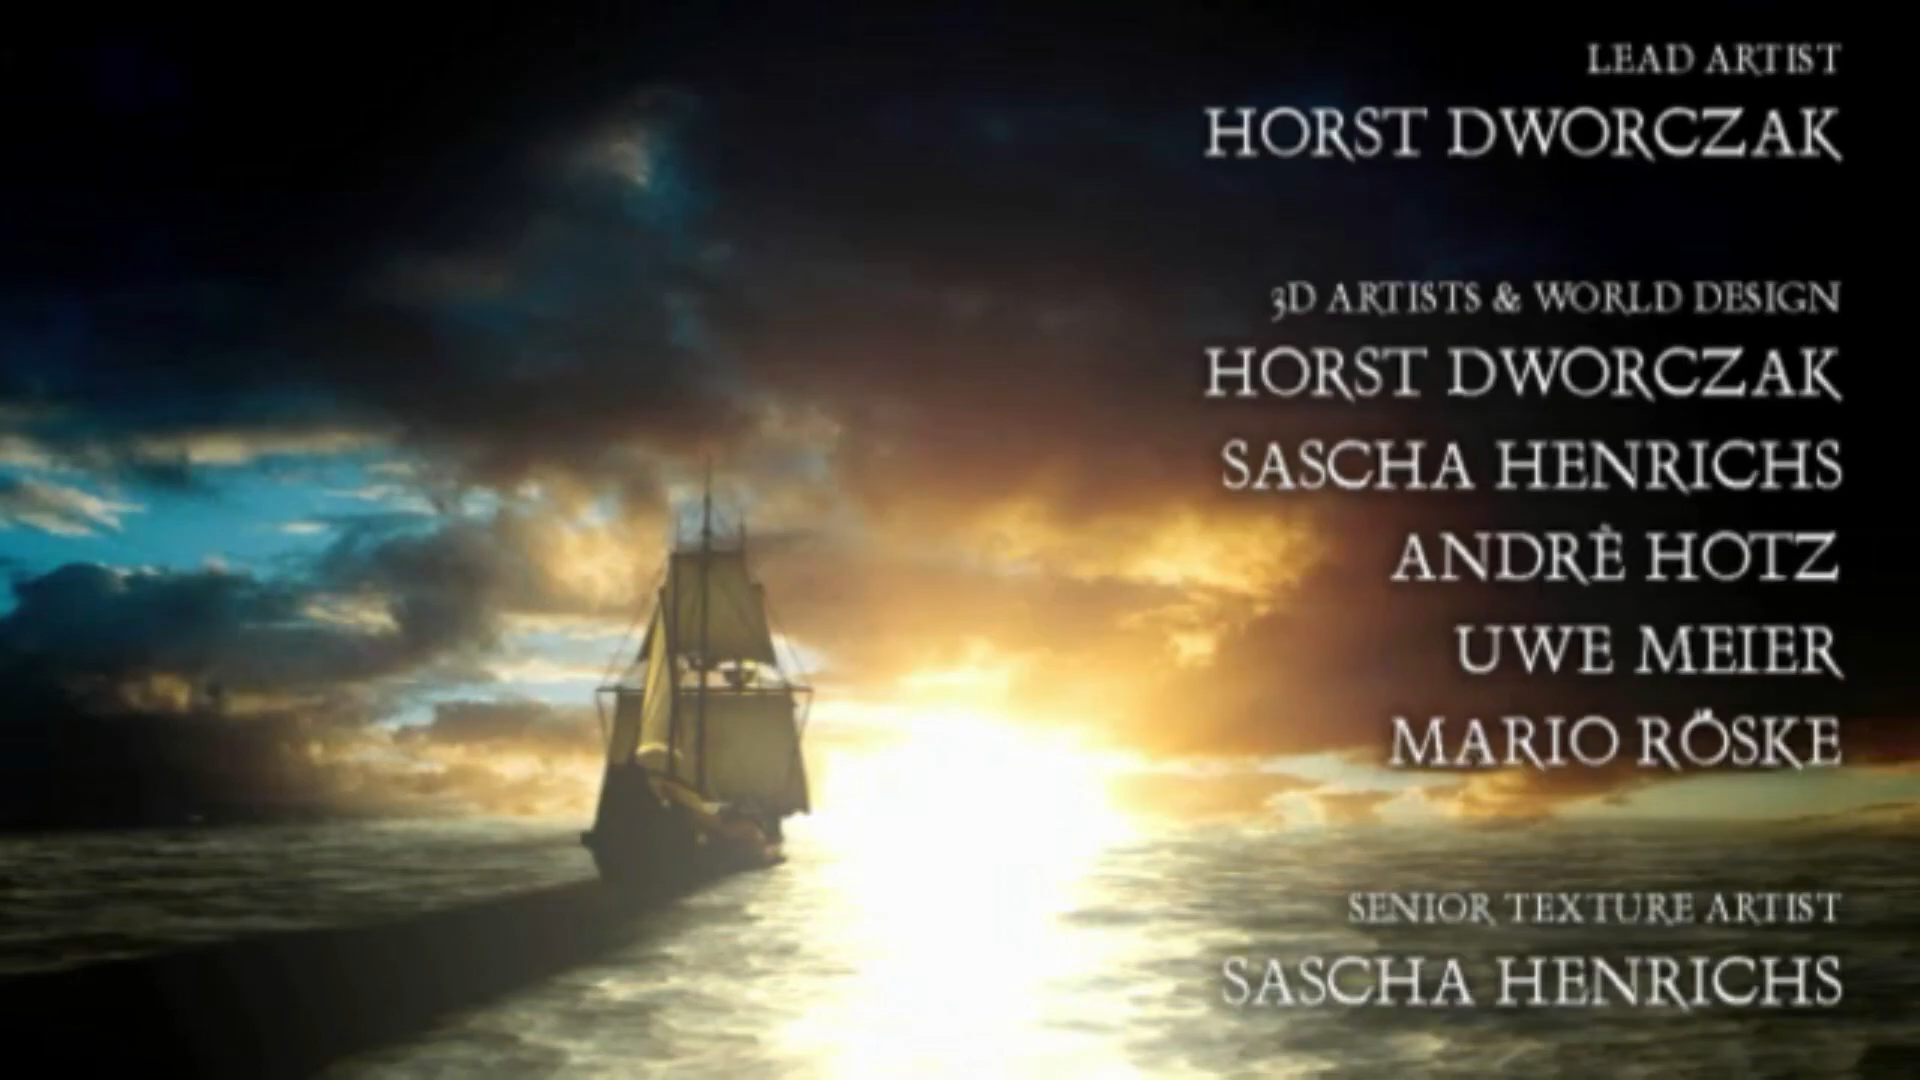 LEAD ARTIST
HORST DWORCZAK
3D ARTISTS & WORLD DESIGN
HORST DWORCZAK
SASCHA HENRICHS
ANDRÈ HOTZ
UWE MEIER
MARIO RÖSKE
SENIOR TEXTURE ARTIST
SASCHA HENRICHS